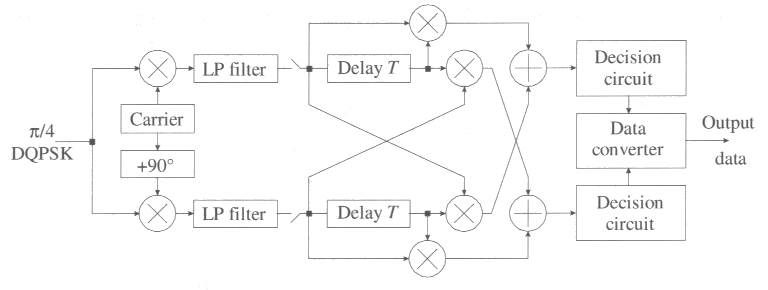 π/4
DQPSK
Carrier
+90°
LP filter
Delay T
LP filter
Delay T
Decision
circuit
Data
converter
Decision
circuit
Output
data